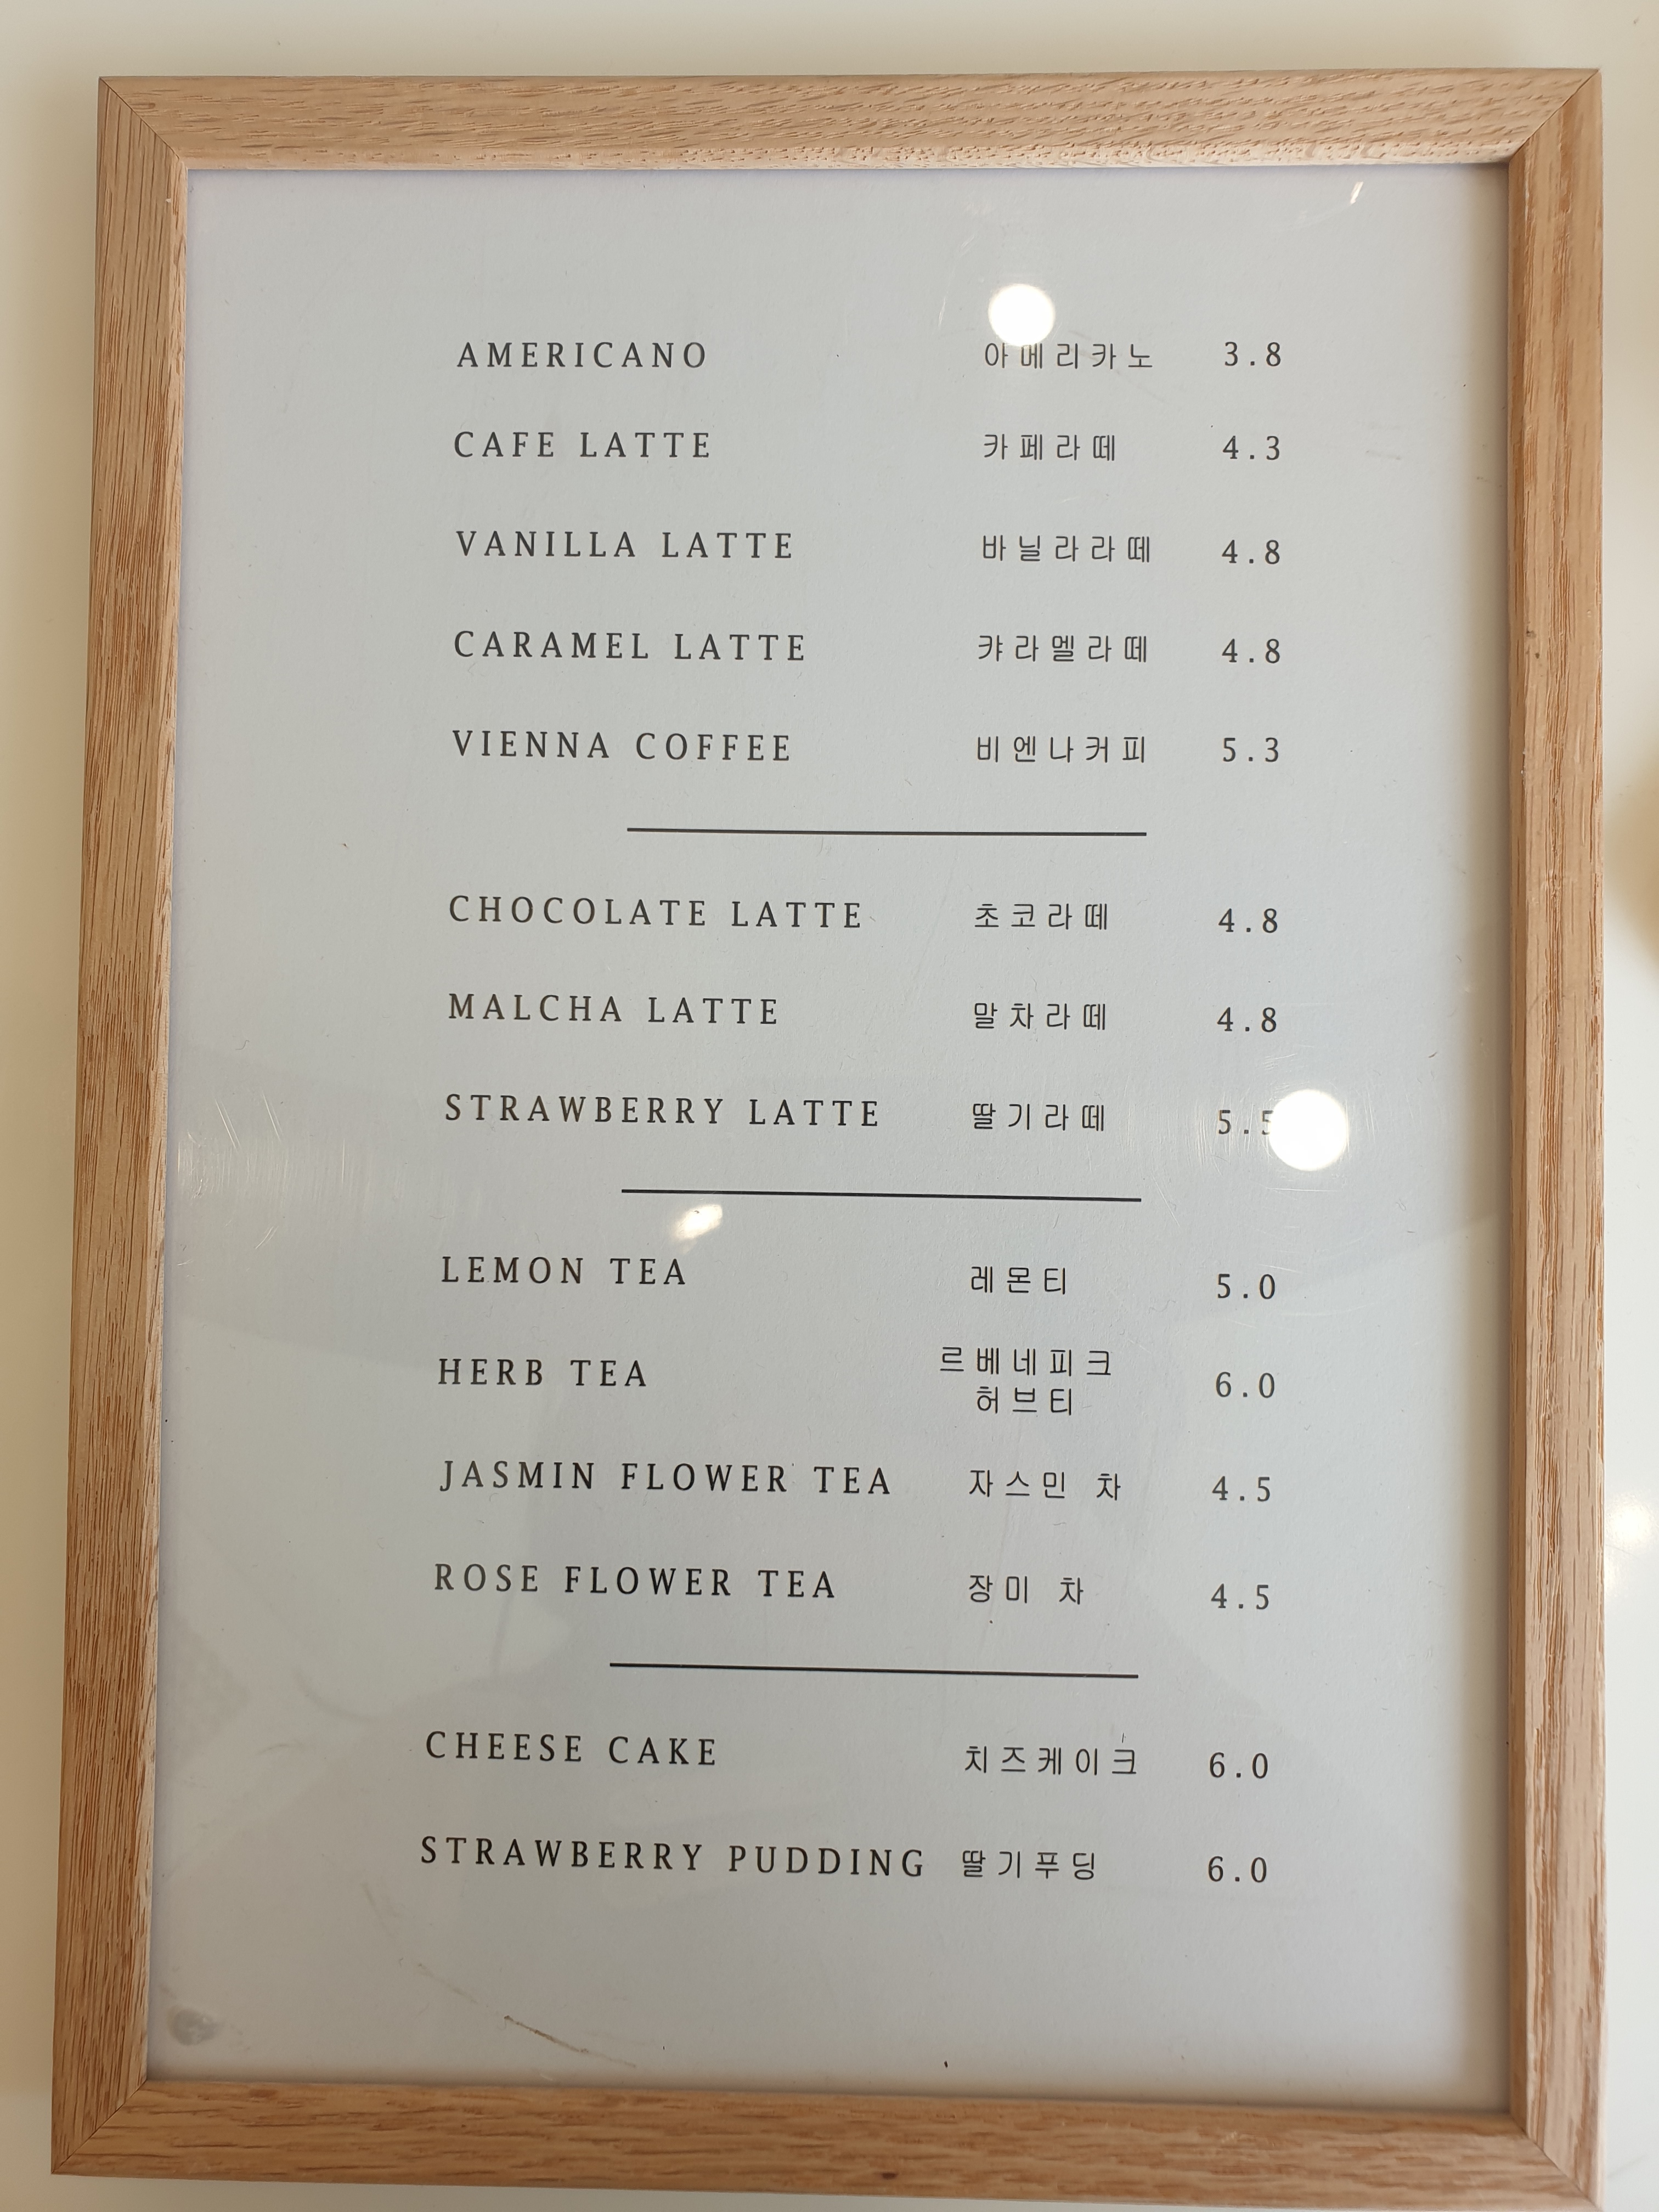 AMERICANO 아메리카노 3.8
CAFE LATTE 카페라떼 4.3
VANILLA LATTE 바닐라라떼 4.8
CARAMEL LATTE 캬라멜라떼 4.8
VIENNA COFFEE 비엔나커피 5.3
CHOCOLATE LATTE 초코라떼 4.8
MALCHA LATTE 말차라떼 4.8
STRAWBERRY LATTE 딸기라떼 5.5
LEMON TEA 레몬티 5.0
HERB TEA 르베네피크 허브티 6.0
JASMIN FLOWER TEA 자스민 차 4.5
ROSE FLOWER TEA 장미 차 4.5
CHEESE CAKE 치즈케이크 6.0
STRAWBERRY PUDDING 딸기푸딩 6.0